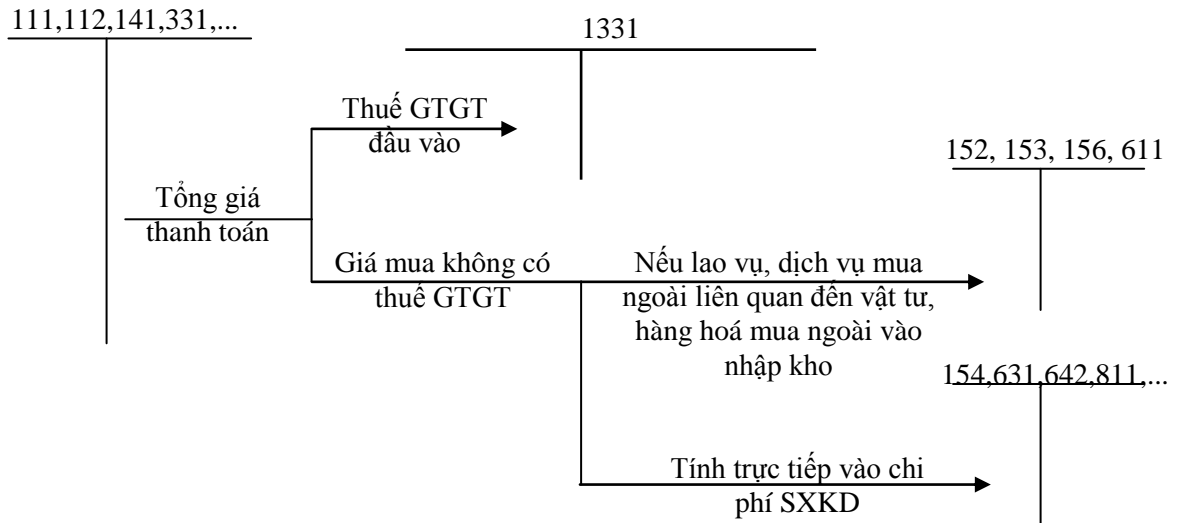 111,112,141,331,...
1331
Thuế GTGT
đầu vào
152, 153, 156, 611
Tổng giá
thanh toán
Giá mua không có
thuế GTGT
Nếu lao vụ, dịch vụ mua
ngoài liên quan đến vật tư,
hàng hoá mua ngoài vào
nhập kho
154,631,642,811,...
Tính trực tiếp vào chi
phí SXKD